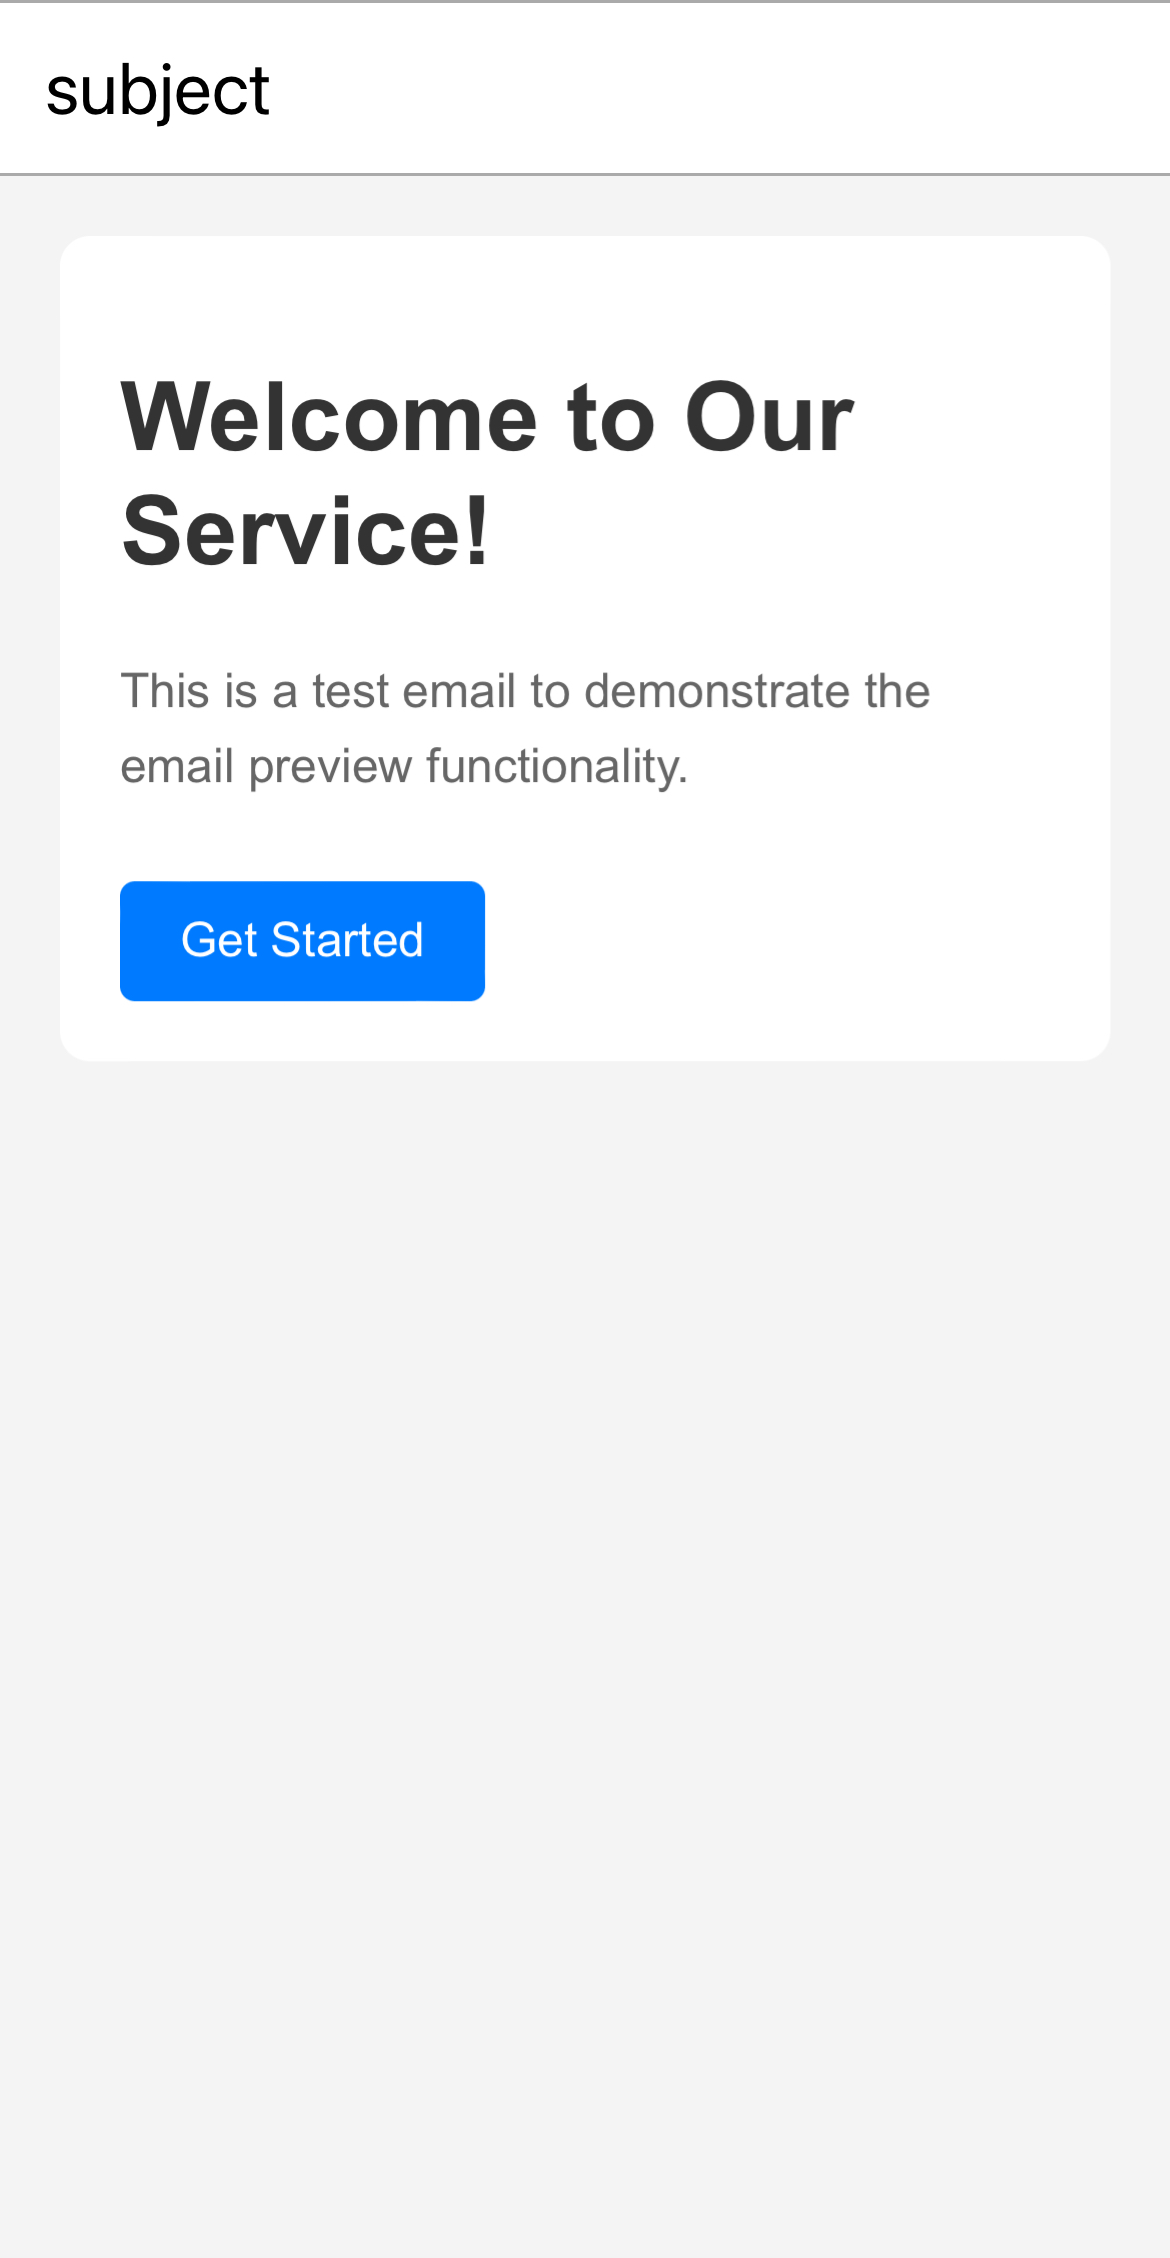 subject
Welcome to Our
Service!
This is a test email to demonstrate the
email preview functionality.
Get Started